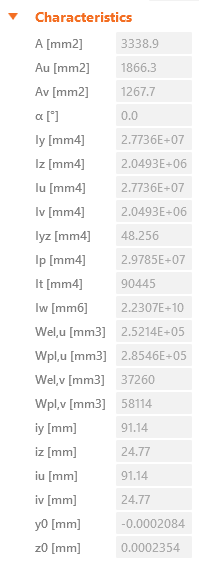 Characteristics
A [mm2] 3338.9
Au [mm2] 1866.3
Av [mm2] 1267.7
α [°] 0.0
Iy [mm4] 2.7736E+07
Iz [mm4] 2.0493E+06
Iu [mm4] 2.7736E+07
Iv [mm4] 2.0493E+06
Iyz [mm4] 48.256
Ip [mm4] 2.9785E+07
It [mm4] 90445
Iw [mm6] 2.2307E+10
Wel,u [mm3] 2.5214E+05
Wpl,u [mm3] 2.8546E+05
Wel,v [mm3] 37260
Wpl,v [mm3] 58114
iy [mm] 91.14
iz [mm] 24.77
iu [mm] 91.14
iv [mm] 24.77
y0 [mm] -0.0002084
z0 [mm] 0.0002354